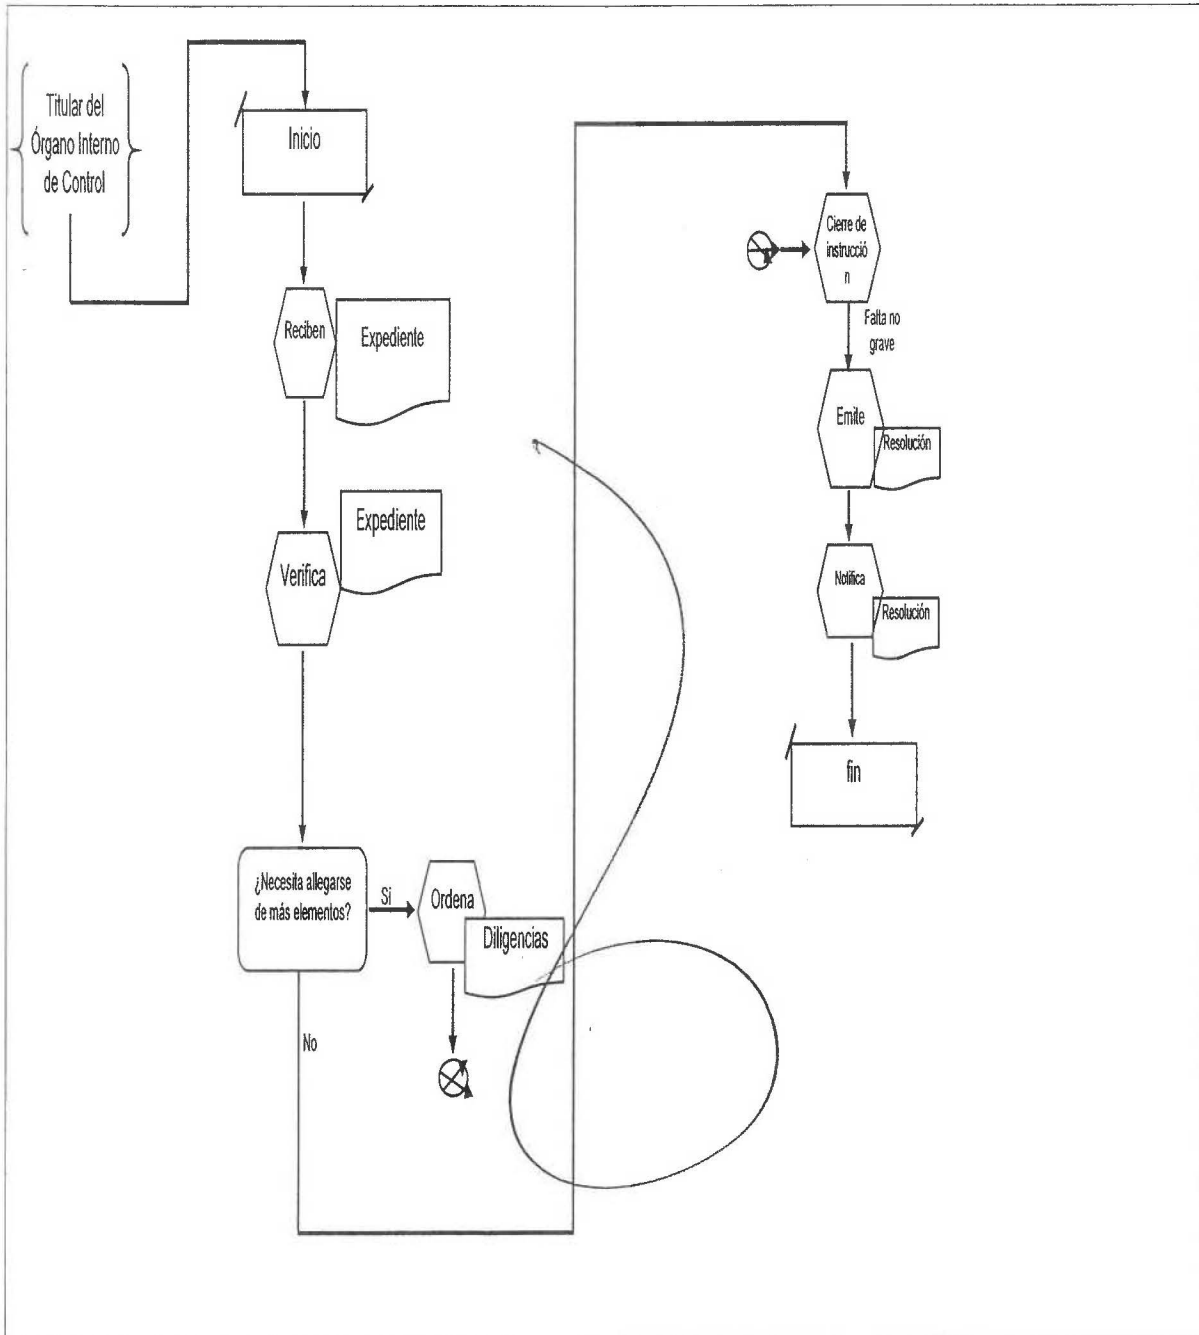 Titular del
Órgano Interno
de Control
Inicio
Reciben
Expediente
Expediente
Verifica
¿Necesita allegarse
de más elementos?
Si
Ordena
Diligencias
No
Cierre de
instrucció
n
Falta no
grave
Emite
Resolución
Notifica
Resolución
fin